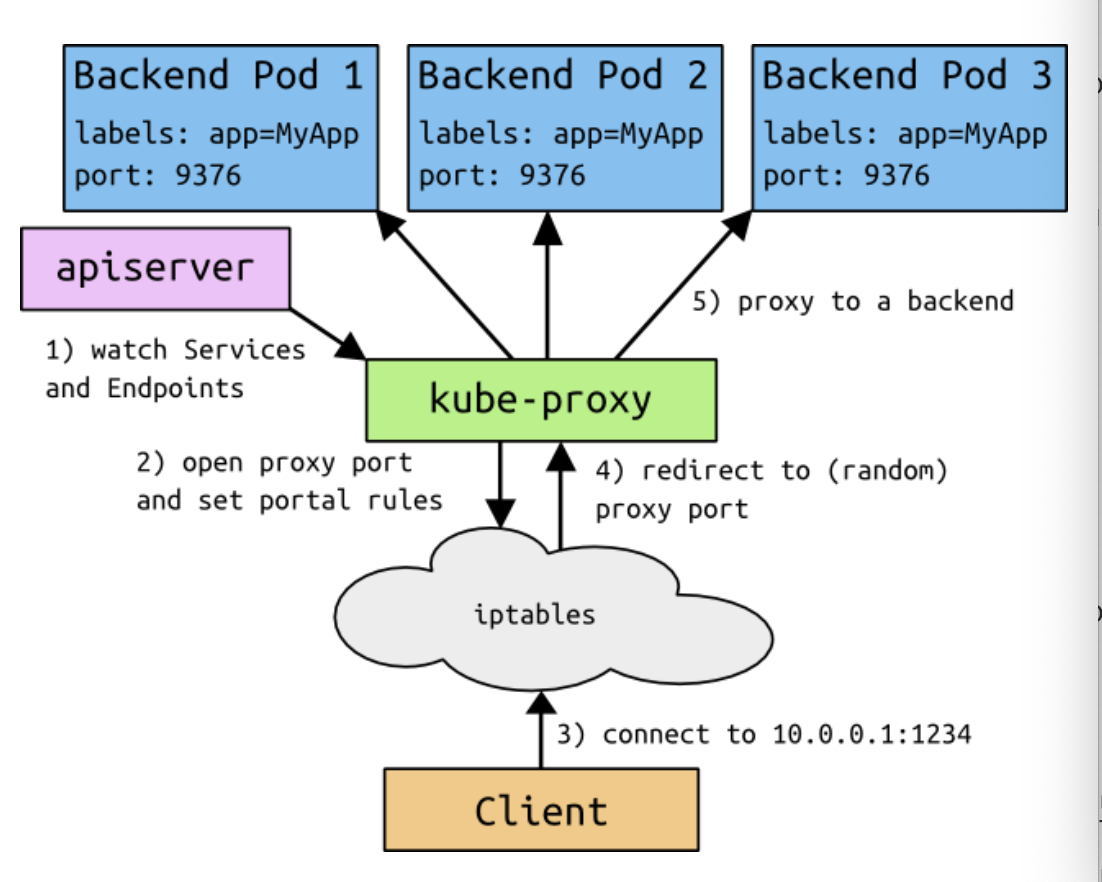 Backend Pod 1
labels: app=MyApp
port: 9376
Backend Pod 2
labels: app=MyApp
port: 9376
Backend Pod 3
labels: app=MyApp
port: 9376
apiserver
1) watch Services
and Endpoints
5) proxy to a backend
kube-proxy
2) open proxy port
and set portal rules
4) redirect to (random)
proxy port
iptables
3) connect to 10.0.0.1:1234
Client